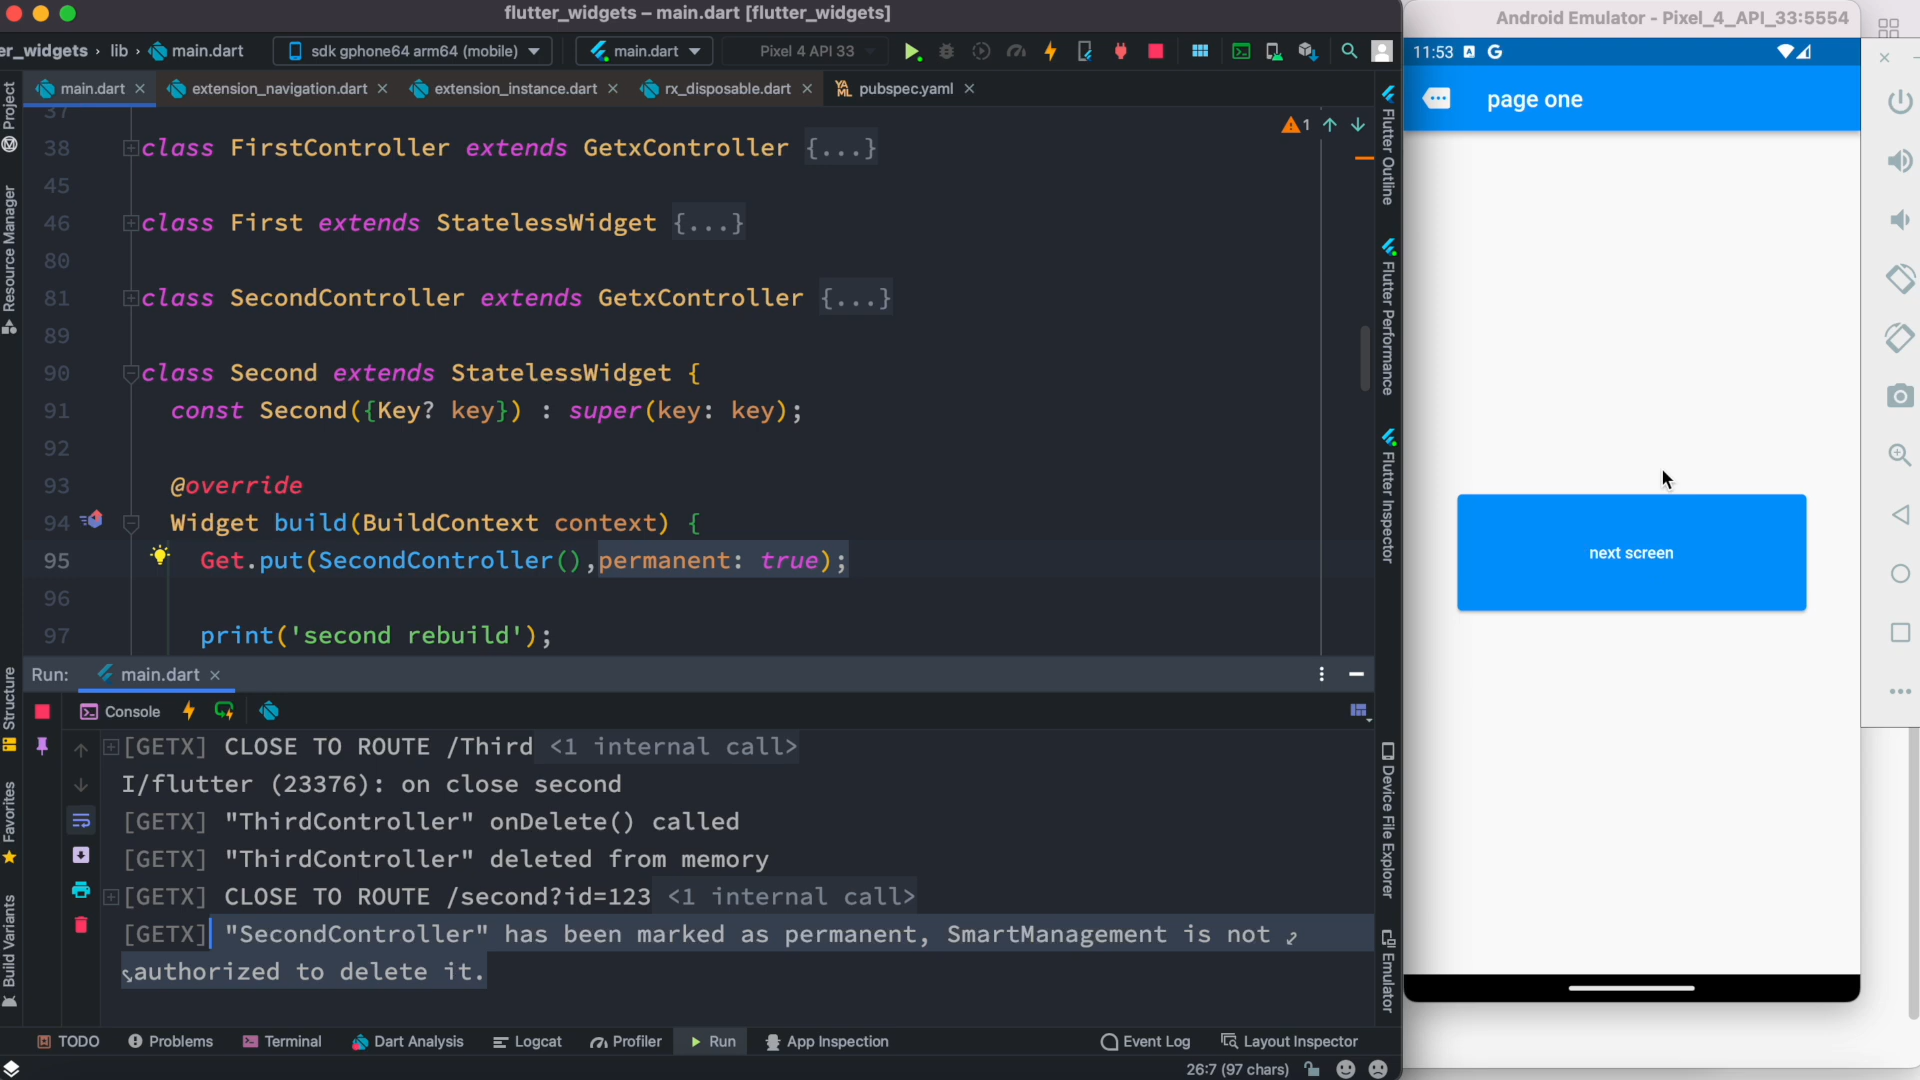 flutter_widgets – main.dart [flutter_widgets]
Android Emulator - Pixel_4_API_33:5554
er_widgets › lib › main.dart
sdk gphone64 arm64 (mobile)
main.dart
Pixel 4 API 33
11:53
main.dart
extension_navigation.dart
extension_instance.dart
rx_disposable.dart
pubspec.yaml
page one
37
1
38 class FirstController extends GetxController {...}
45
46 class First extends StatelessWidget {...}
80
81 class SecondController extends GetxController {...}
89
90 class Second extends StatelessWidget {
91 const Second({Key? key}) : super(key: key);
92
93 @override
94 Widget build(BuildContext context) {
95 Get.put(SecondController(),permanent: true);
96
97 print('second rebuild');
next screen
Project
Resource Manager
Structure
Favorites
Build Variants
Flutter Outline
Flutter Performance
Flutter Inspector
Device File Explorer
Emulator
Run: main.dart
Console
[GETX] CLOSE TO ROUTE /Third <1 internal call>
I/flutter (23376): on close second
[GETX] "ThirdController" onDelete() called
[GETX] "ThirdController" deleted from memory
[GETX] CLOSE TO ROUTE /second?id=123 <1 internal call>
[GETX] "SecondController" has been marked as permanent, SmartManagement is not
authorized to delete it.
TODO
Problems
Terminal
Dart Analysis
Logcat
Profiler
Run
App Inspection
Event Log
Layout Inspector
26:7 (97 chars)